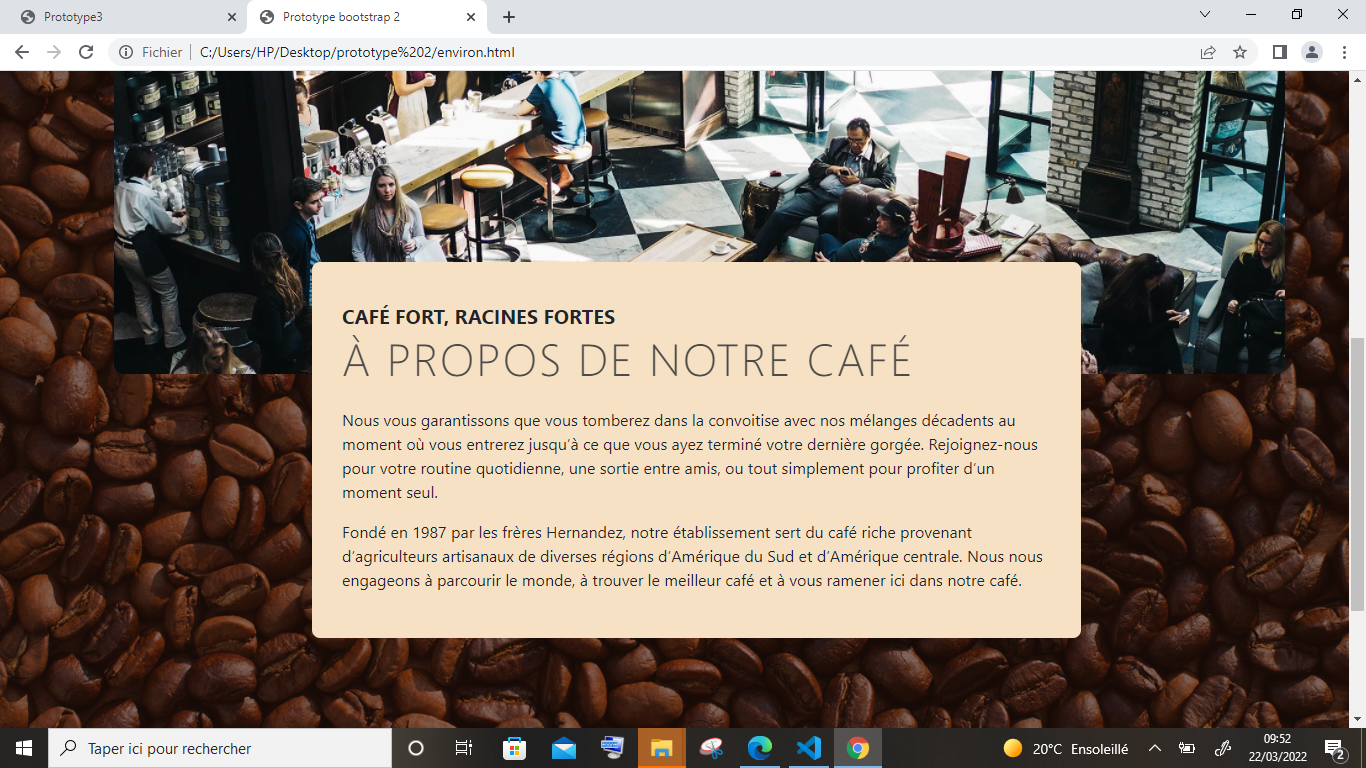 Prototype3
Prototype bootstrap 2
Fichier
C:/Users/HP/Desktop/prototype%202/environ.html
CAFÉ FORT, RACINES FORTES
À PROPOS DE NOTRE CAFÉ
Nous vous garantissons que vous tomberez dans la convoitise avec nos mélanges décadents au
moment où vous entrerez jusqu'à ce que vous ayez terminé votre dernière gorgée. Rejoignez-nous
pour votre routine quotidienne, une sortie entre amis, ou tout simplement pour profiter d'un
moment seul.
Fondé en 1987 par les frères Hernandez, notre établissement sert du café riche provenant
d'agriculteurs artisanaux de diverses régions d'Amérique du Sud et d'Amérique centrale. Nous nous
engageons à parcourir le monde, à trouver le meilleur café et à vous ramener ici dans notre café.
Taper ici pour rechercher
20°C Ensoleillé
09:52
22/03/2022
2